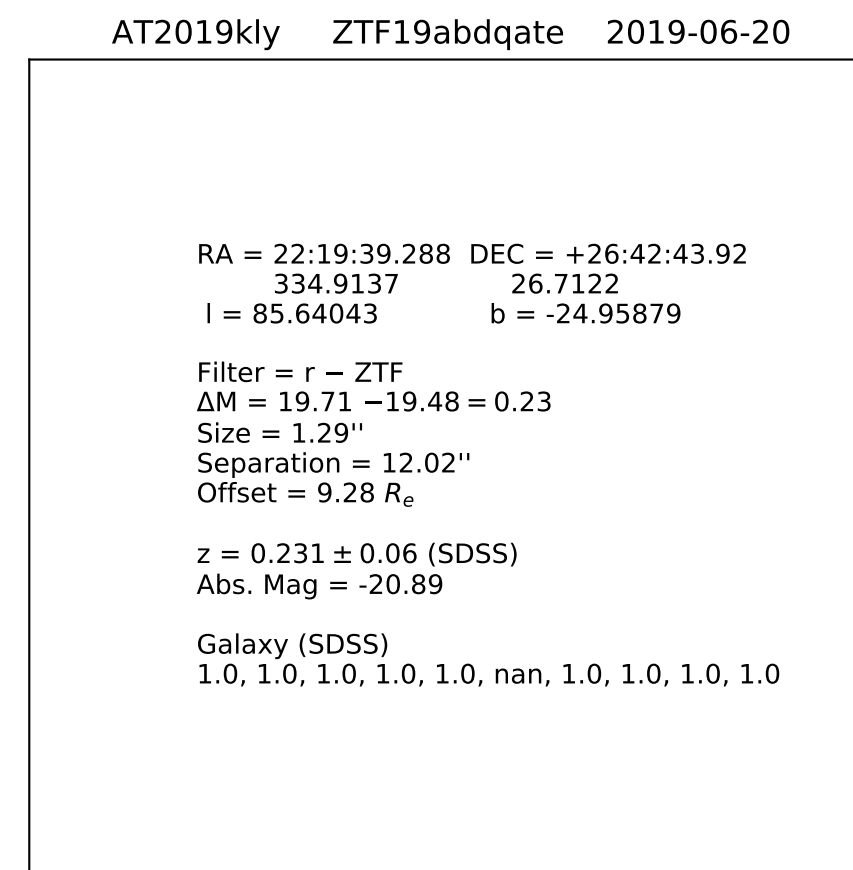 AT2019kly ZTF19abdqate 2019-06-20
RA = 22:19:39.288 DEC = +26:42:43.92
334.9137 26.7122
l = 85.64043 b = -24.95879
Filter = r − ZTF
ΔM = 19.71 −19.48 = 0.23
Size = 1.29''
Separation = 12.02''
Offset = 9.28 Re
z = 0.231 ± 0.06 (SDSS)
Abs. Mag = -20.89
Galaxy (SDSS)
1.0, 1.0, 1.0, 1.0, 1.0, nan, 1.0, 1.0, 1.0, 1.0